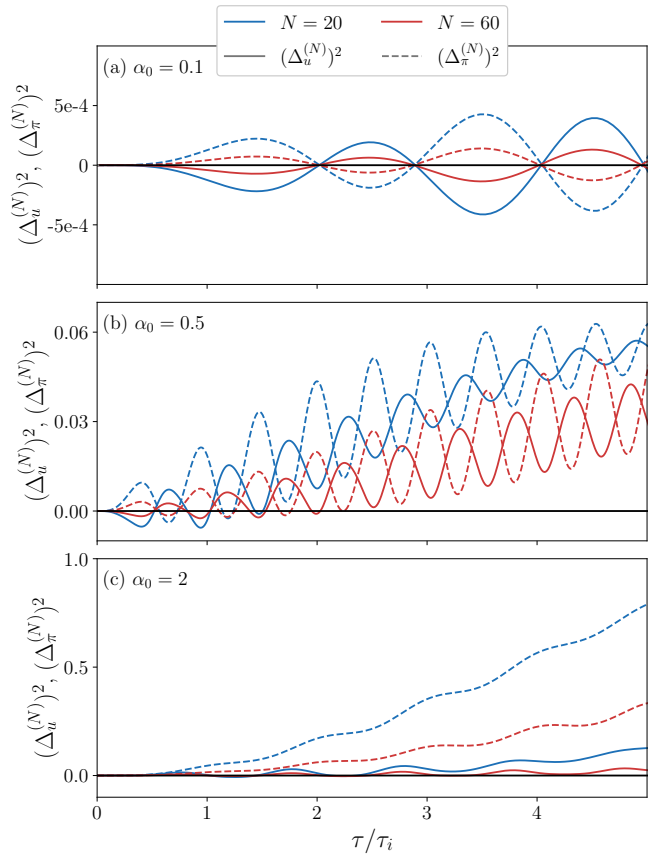 N = 20 N = 60
(Δ_u^{(N)})^2 (Δ_π^{(N)})^2
(a) α_0 = 0.1
5e-4
0
-5e-4
(Δ_u^{(N)})^2, (Δ_π^{(N)})^2
(b) α_0 = 0.5
0.06
0.03
0.00
(Δ_u^{(N)})^2, (Δ_π^{(N)})^2
(c) α_0 = 2
1.0
0.5
0.0
(Δ_u^{(N)})^2, (Δ_π^{(N)})^2
0 1 2 3 4
τ/τ_i